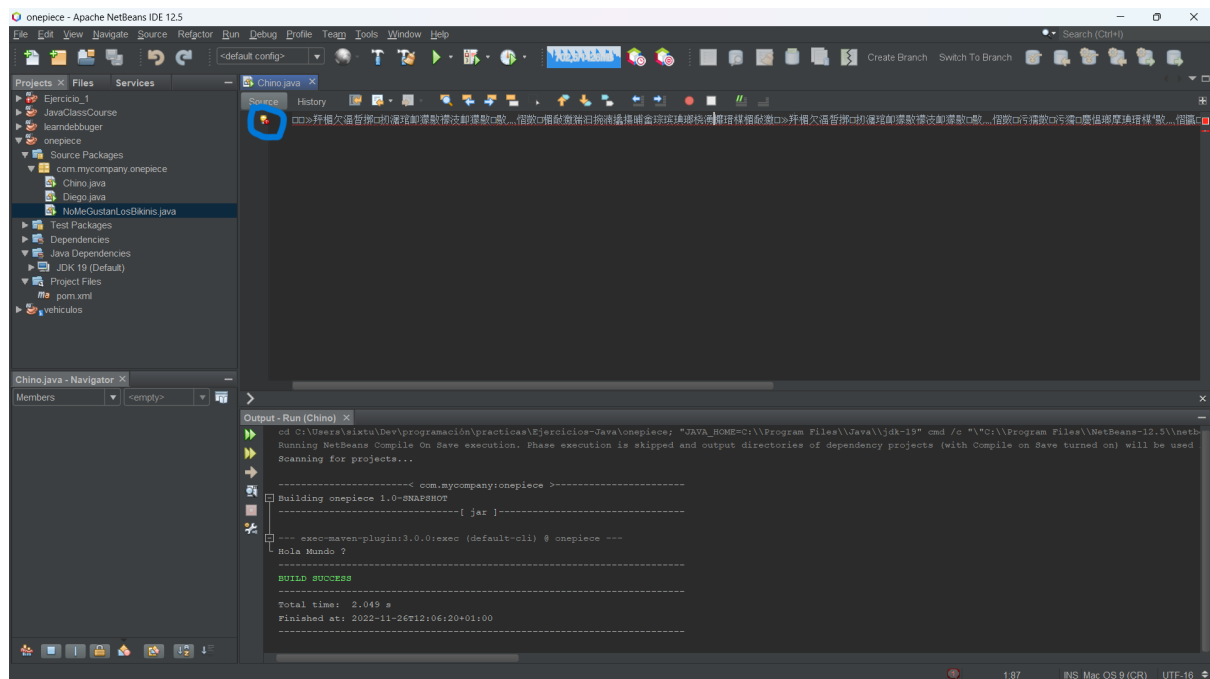 onepiece - Apache NetBeans IDE 12.5
File Edit View Navigate Source Refactor Run Debug Profile Team Tools Window Help
Search (Ctrl+I)
<default config>
Create Branch Switch To Branch
Projects Files Services
Chino.java
Source History
Ejercicio_1
JavaClassCourse
learndebbuger
onepiece
Source Packages
com.mycompany.onepiece
Chino.java
Diego.java
NoMeGustanLosBikinis.java
Test Packages
Dependencies
Java Dependencies
JDK 19 (Default)
Project Files
pom.xml
vehiculos
Chino.java - Navigator
Members <empty>
Output - Run (Chino)
cd C:\Users\sixtu\Dev\programación\practicas\Ejercicios-Java\onepiece; "JAVA_HOME=C:\\Program Files\\Java\\jdk-19" cmd /c "\"C:\\Program Files\\NetBeans-12.5\\netb
Running NetBeans Compile On Save execution. Phase execution is skipped and output directories of dependency projects (with Compile on Save turned on) will be used
Scanning for projects...
------------------------< com.mycompany:onepiece >------------------------
Building onepiece 1.0-SNAPSHOT
--------------------------------[ jar ]---------------------------------
--- exec-maven-plugin:3.0.0:exec (default-cli) @ onepiece ---
Hola Mundo ?
BUILD SUCCESS
Total time: 2.049 s
Finished at: 2022-11-26T12:06:20+01:00
1:87 INS Mac OS 9 (CR) UTF-16